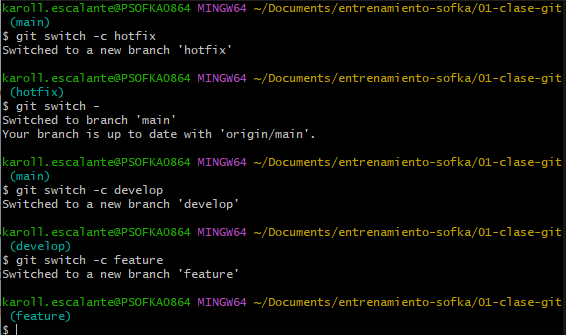 karoll.escalante@PSOFKA0864 MINGW64 ~/Documents/entrenamiento-sofka/01-clase-git
(main)
$ git switch -c hotfix
Switched to a new branch 'hotfix'
karoll.escalante@PSOFKA0864 MINGW64 ~/Documents/entrenamiento-sofka/01-clase-git
(hotfix)
$ git switch -
Switched to branch 'main'
Your branch is up to date with 'origin/main'.
karoll.escalante@PSOFKA0864 MINGW64 ~/Documents/entrenamiento-sofka/01-clase-git
(main)
$ git switch -c develop
Switched to a new branch 'develop'
karoll.escalante@PSOFKA0864 MINGW64 ~/Documents/entrenamiento-sofka/01-clase-git
(develop)
$ git switch -c feature
Switched to a new branch 'feature'
karoll.escalante@PSOFKA0864 MINGW64 ~/Documents/entrenamiento-sofka/01-clase-git
(feature)
$